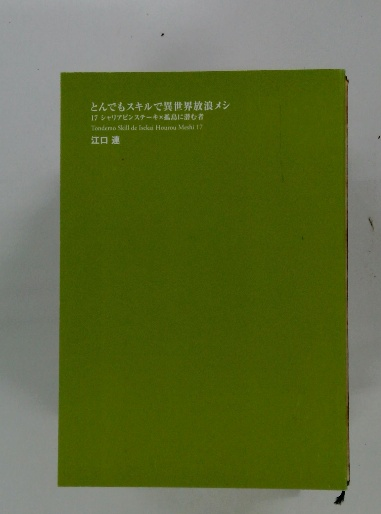 とんでもスキルで異世界放浪メシ
17 シャリアピンステーキ×孤島に潜む者
Tondemo Skill de Isekai Hourou Meshi 17
江口 連